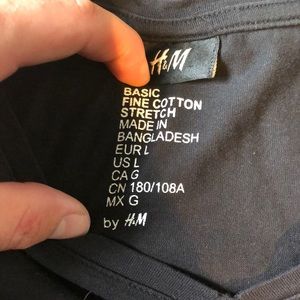 H&M
BASIC
FINE COTTON
STRETCH
MADE IN
BANGLADESH
EUR L
US L
CA G
CN 180/108A
MX G
by H&M